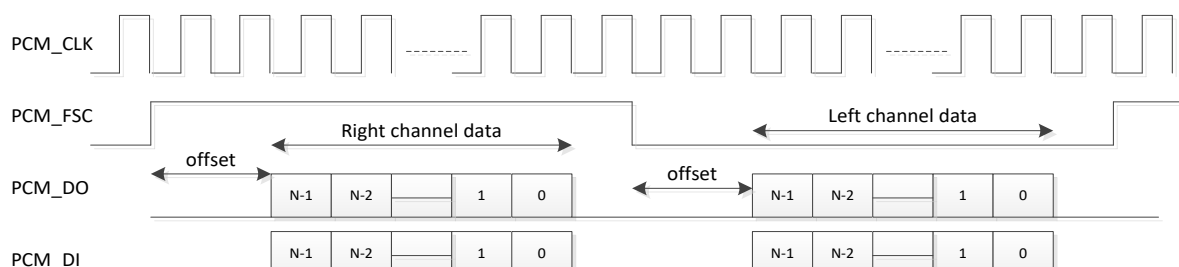 PCM_CLK
PCM_FSC
Right channel data
Left channel data
offset
offset
PCM_DO
N-1 N-2 1 0
N-1 N-2 1 0
PCM_DI
N-1 N-2 1 0
N-1 N-2 1 0